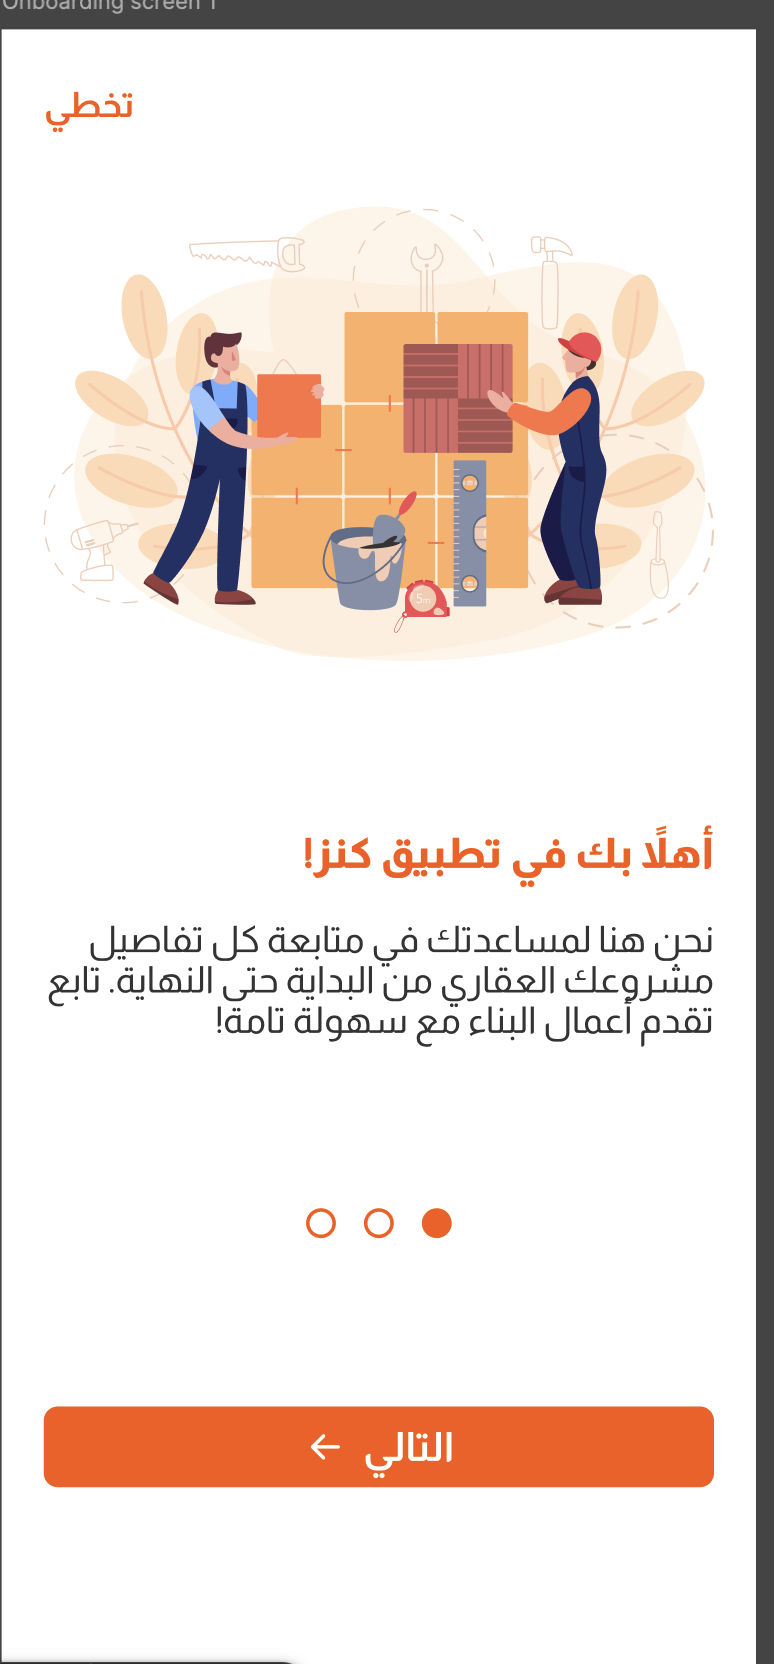 Onboarding screen 1
تخطي
5m
أهلًا بك في تطبيق كنز!
نحن هنا لمساعدتك في متابعة كل تفاصيل
مشروعك العقاري من البداية حتى النهاية. تابع
تقدم أعمال البناء مع سهولة تامة!
التالي